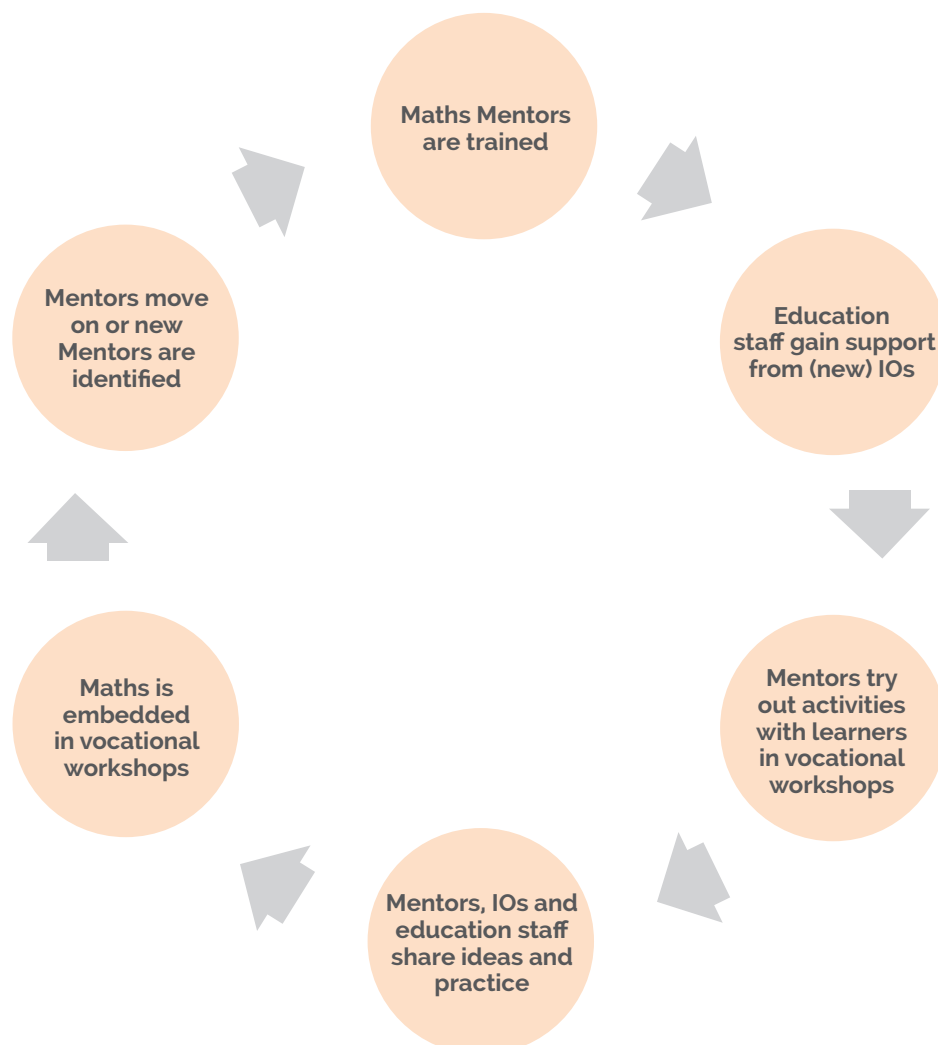 Maths Mentors
are trained
Education
staff gain support
from (new) IOs
Mentors try
out activities
with learners
in vocational
workshops
Mentors, IOs and
education staff
share ideas and
practice
Maths is
embedded
in vocational
workshops
Mentors move
on or new
Mentors are
identified